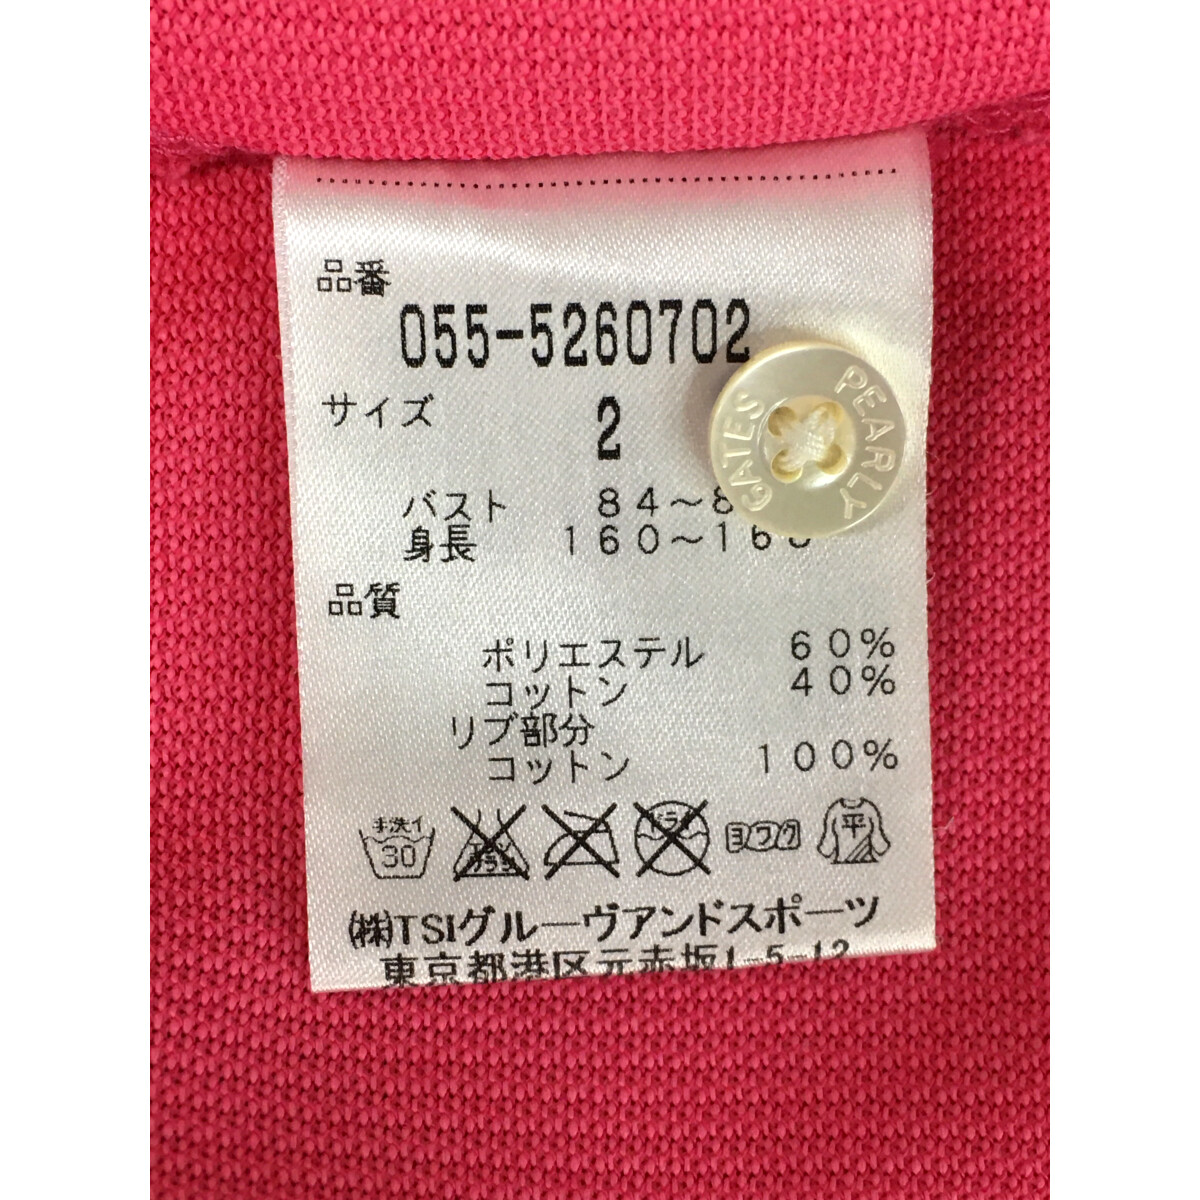 品番
055-5260702
サイズ 2
PEARLY GATES
バスト 84～8
身長 160～16
品質
ポリエステル 60%
コットン 40%
リブ部分
コットン 100%
手洗イ 30
ドライ
ヨワク
平
㈱TSIグルーヴアンドスポーツ
東京都港区元赤坂1-5-12